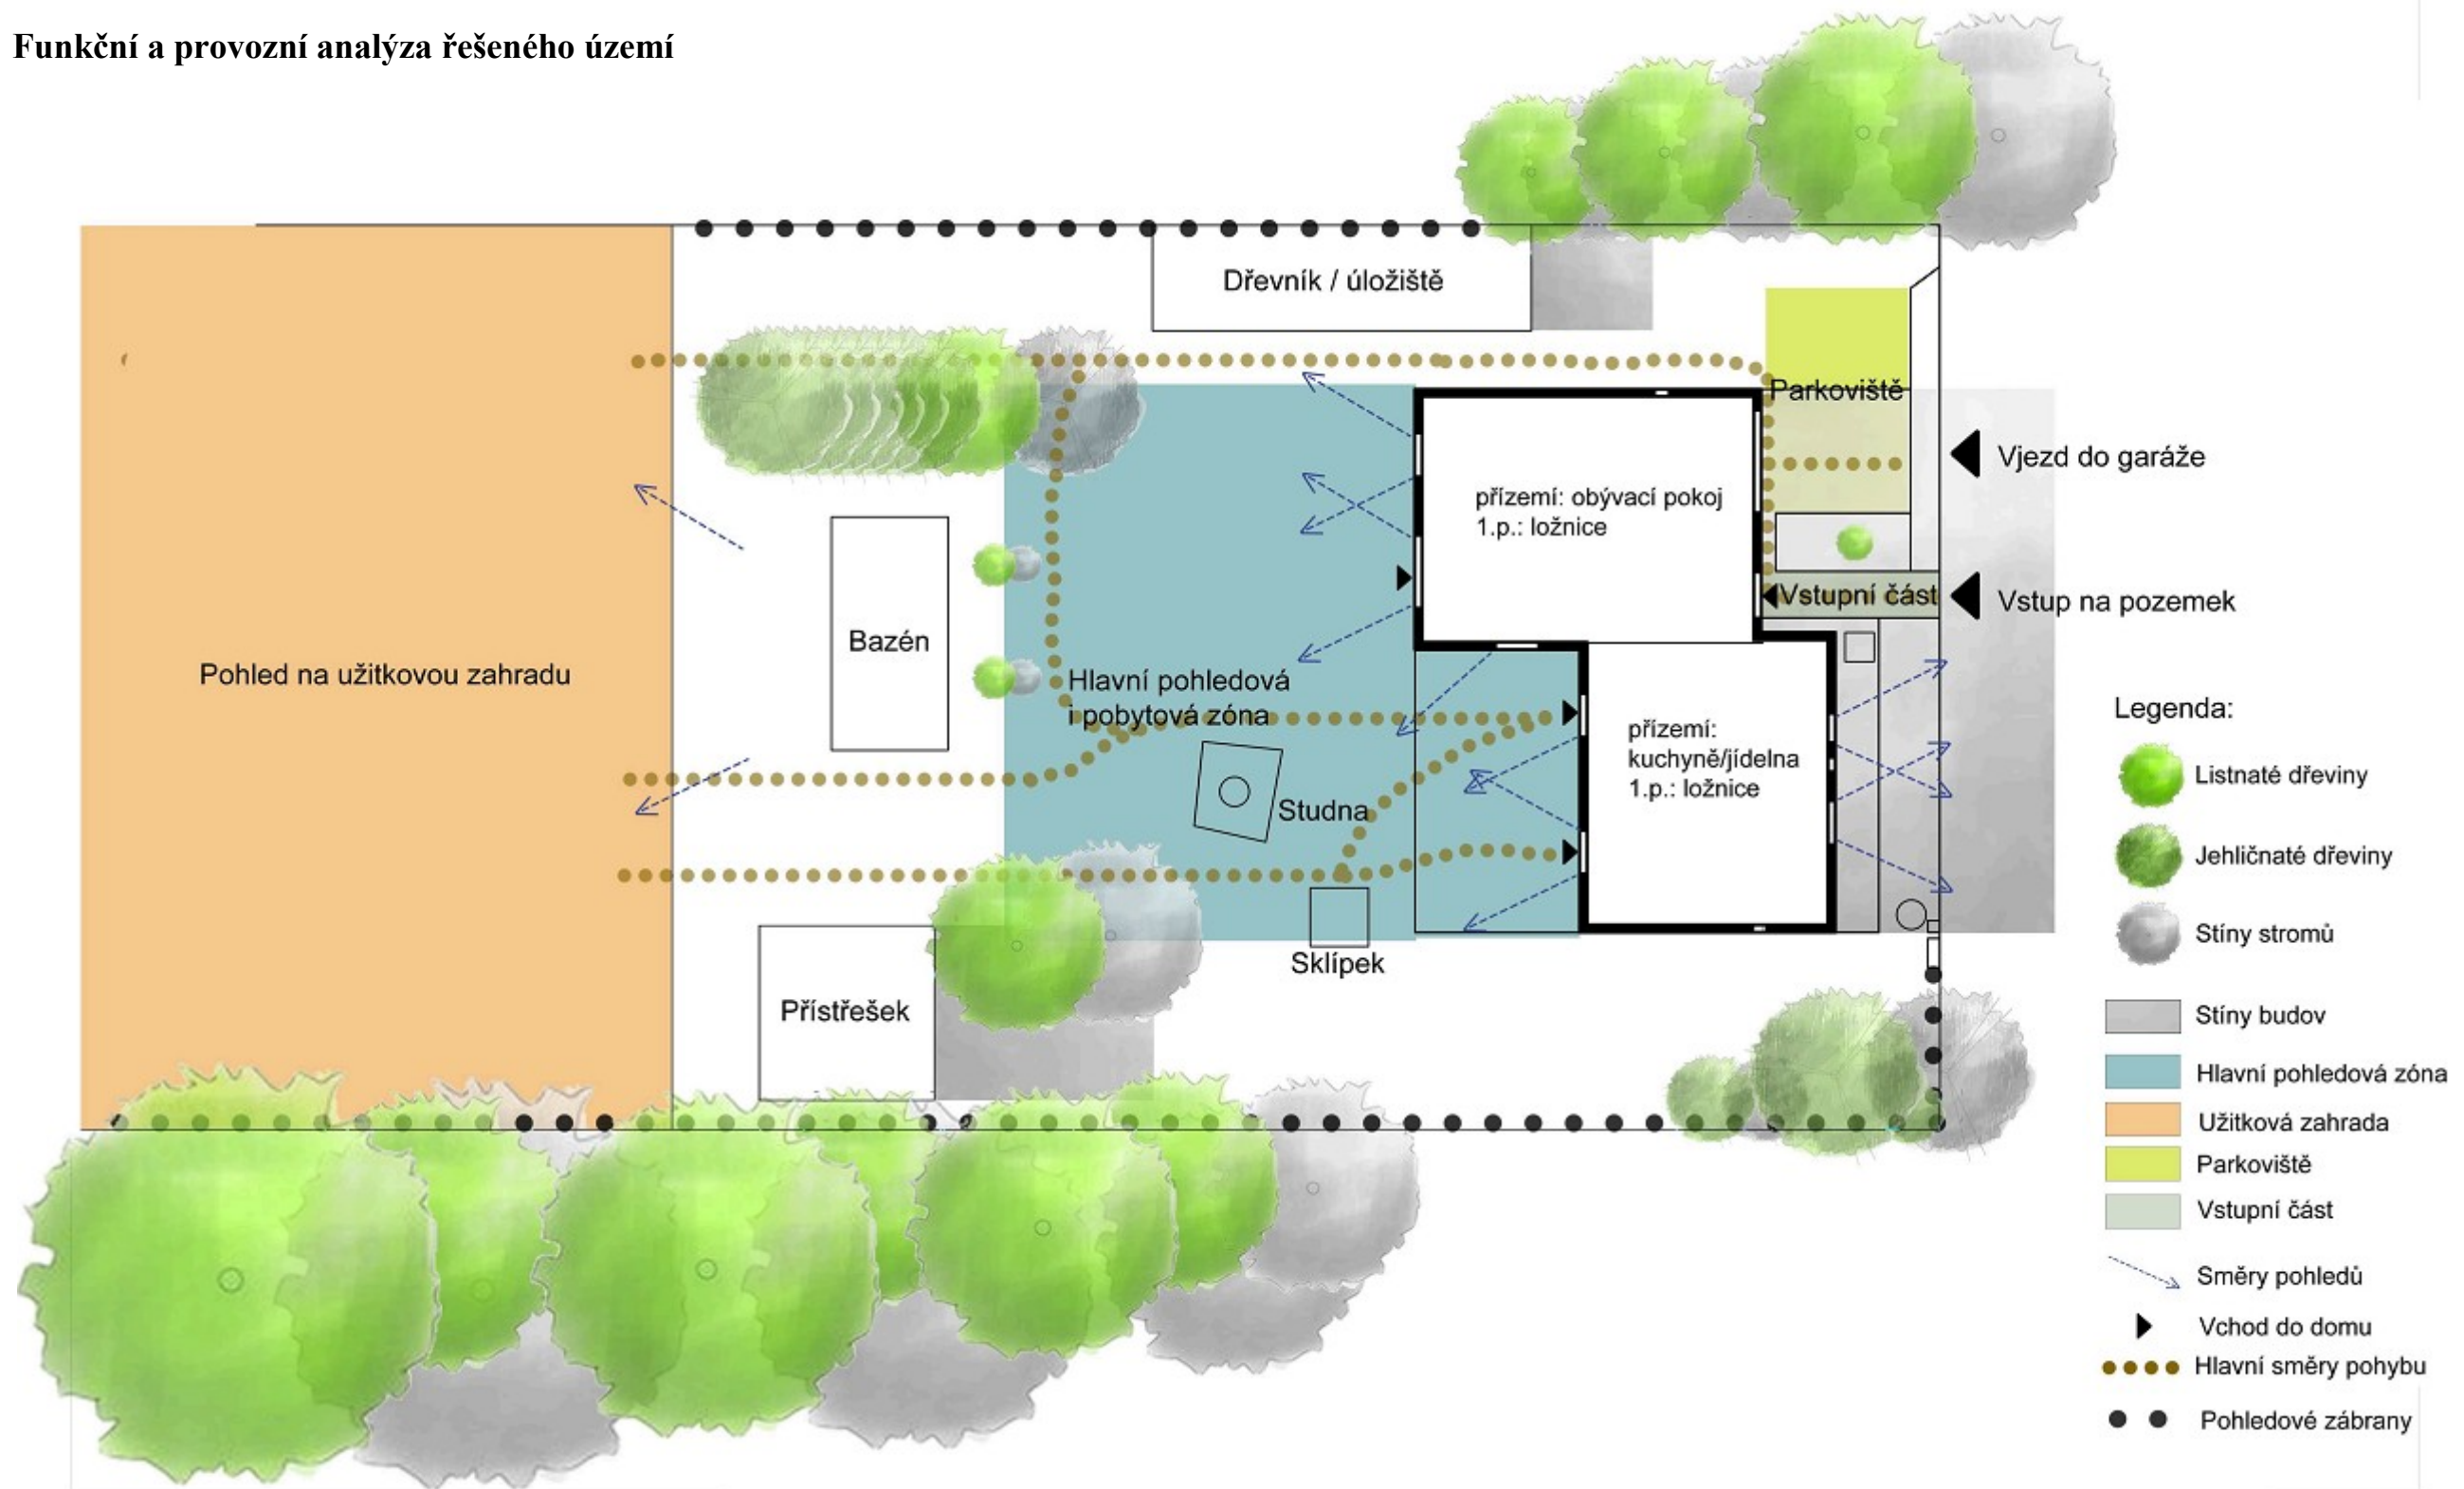 Funkční a provozní analýza řešeného území
Dřevník / úložiště
Parkoviště
Vjezd do garáže
přízemí: obývací pokoj
1.p.: ložnice
Vstupní část
Vstup na pozemek
Bazén
Pohled na užitkovou zahradu
Hlavní pohledová
i pobytová zóna
přízemí:
kuchyně/jídelna
1.p.: ložnice
Studna
Sklípek
Přístřešek
Legenda:
Listnaté dřeviny
Jehličnaté dřeviny
Stíny stromů
Stíny budov
Hlavní pohledová zóna
Užitková zahrada
Parkoviště
Vstupní část
Směry pohledů
Vchod do domu
Hlavní směry pohybu
Pohledové zábrany